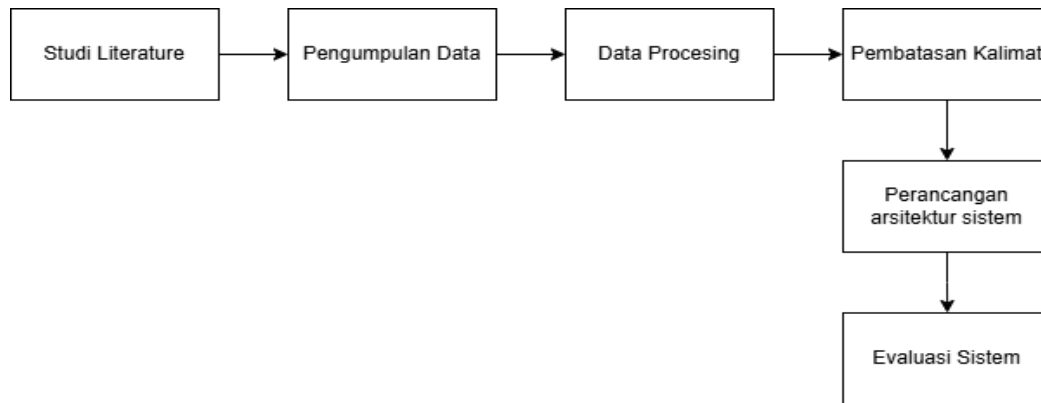 Studi Literature
Pengumpulan Data
Data Procesing
Pembatasan Kalimat
Perancangan
arsitektur sistem
Evaluasi Sistem